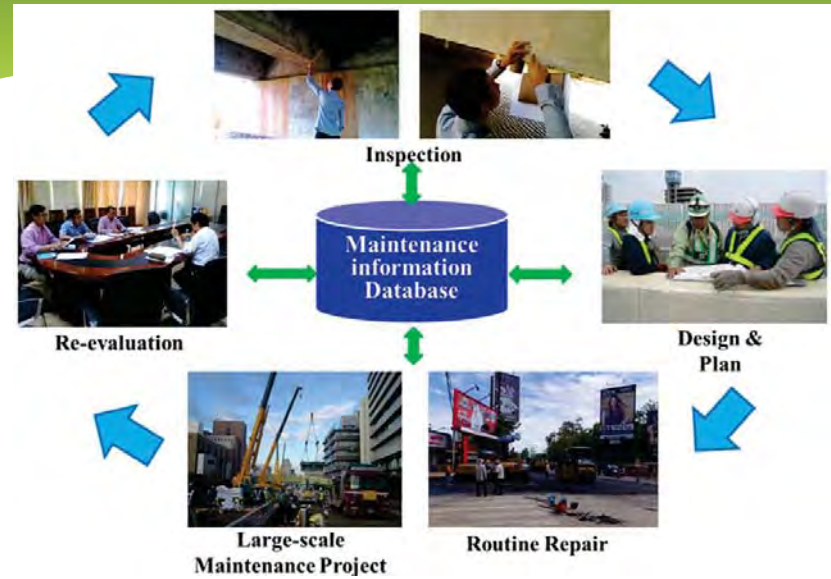 Inspection
Maintenance
information
Database
Re-evaluation
Design &
Plan
Large-scale
Maintenance Project
Routine Repair